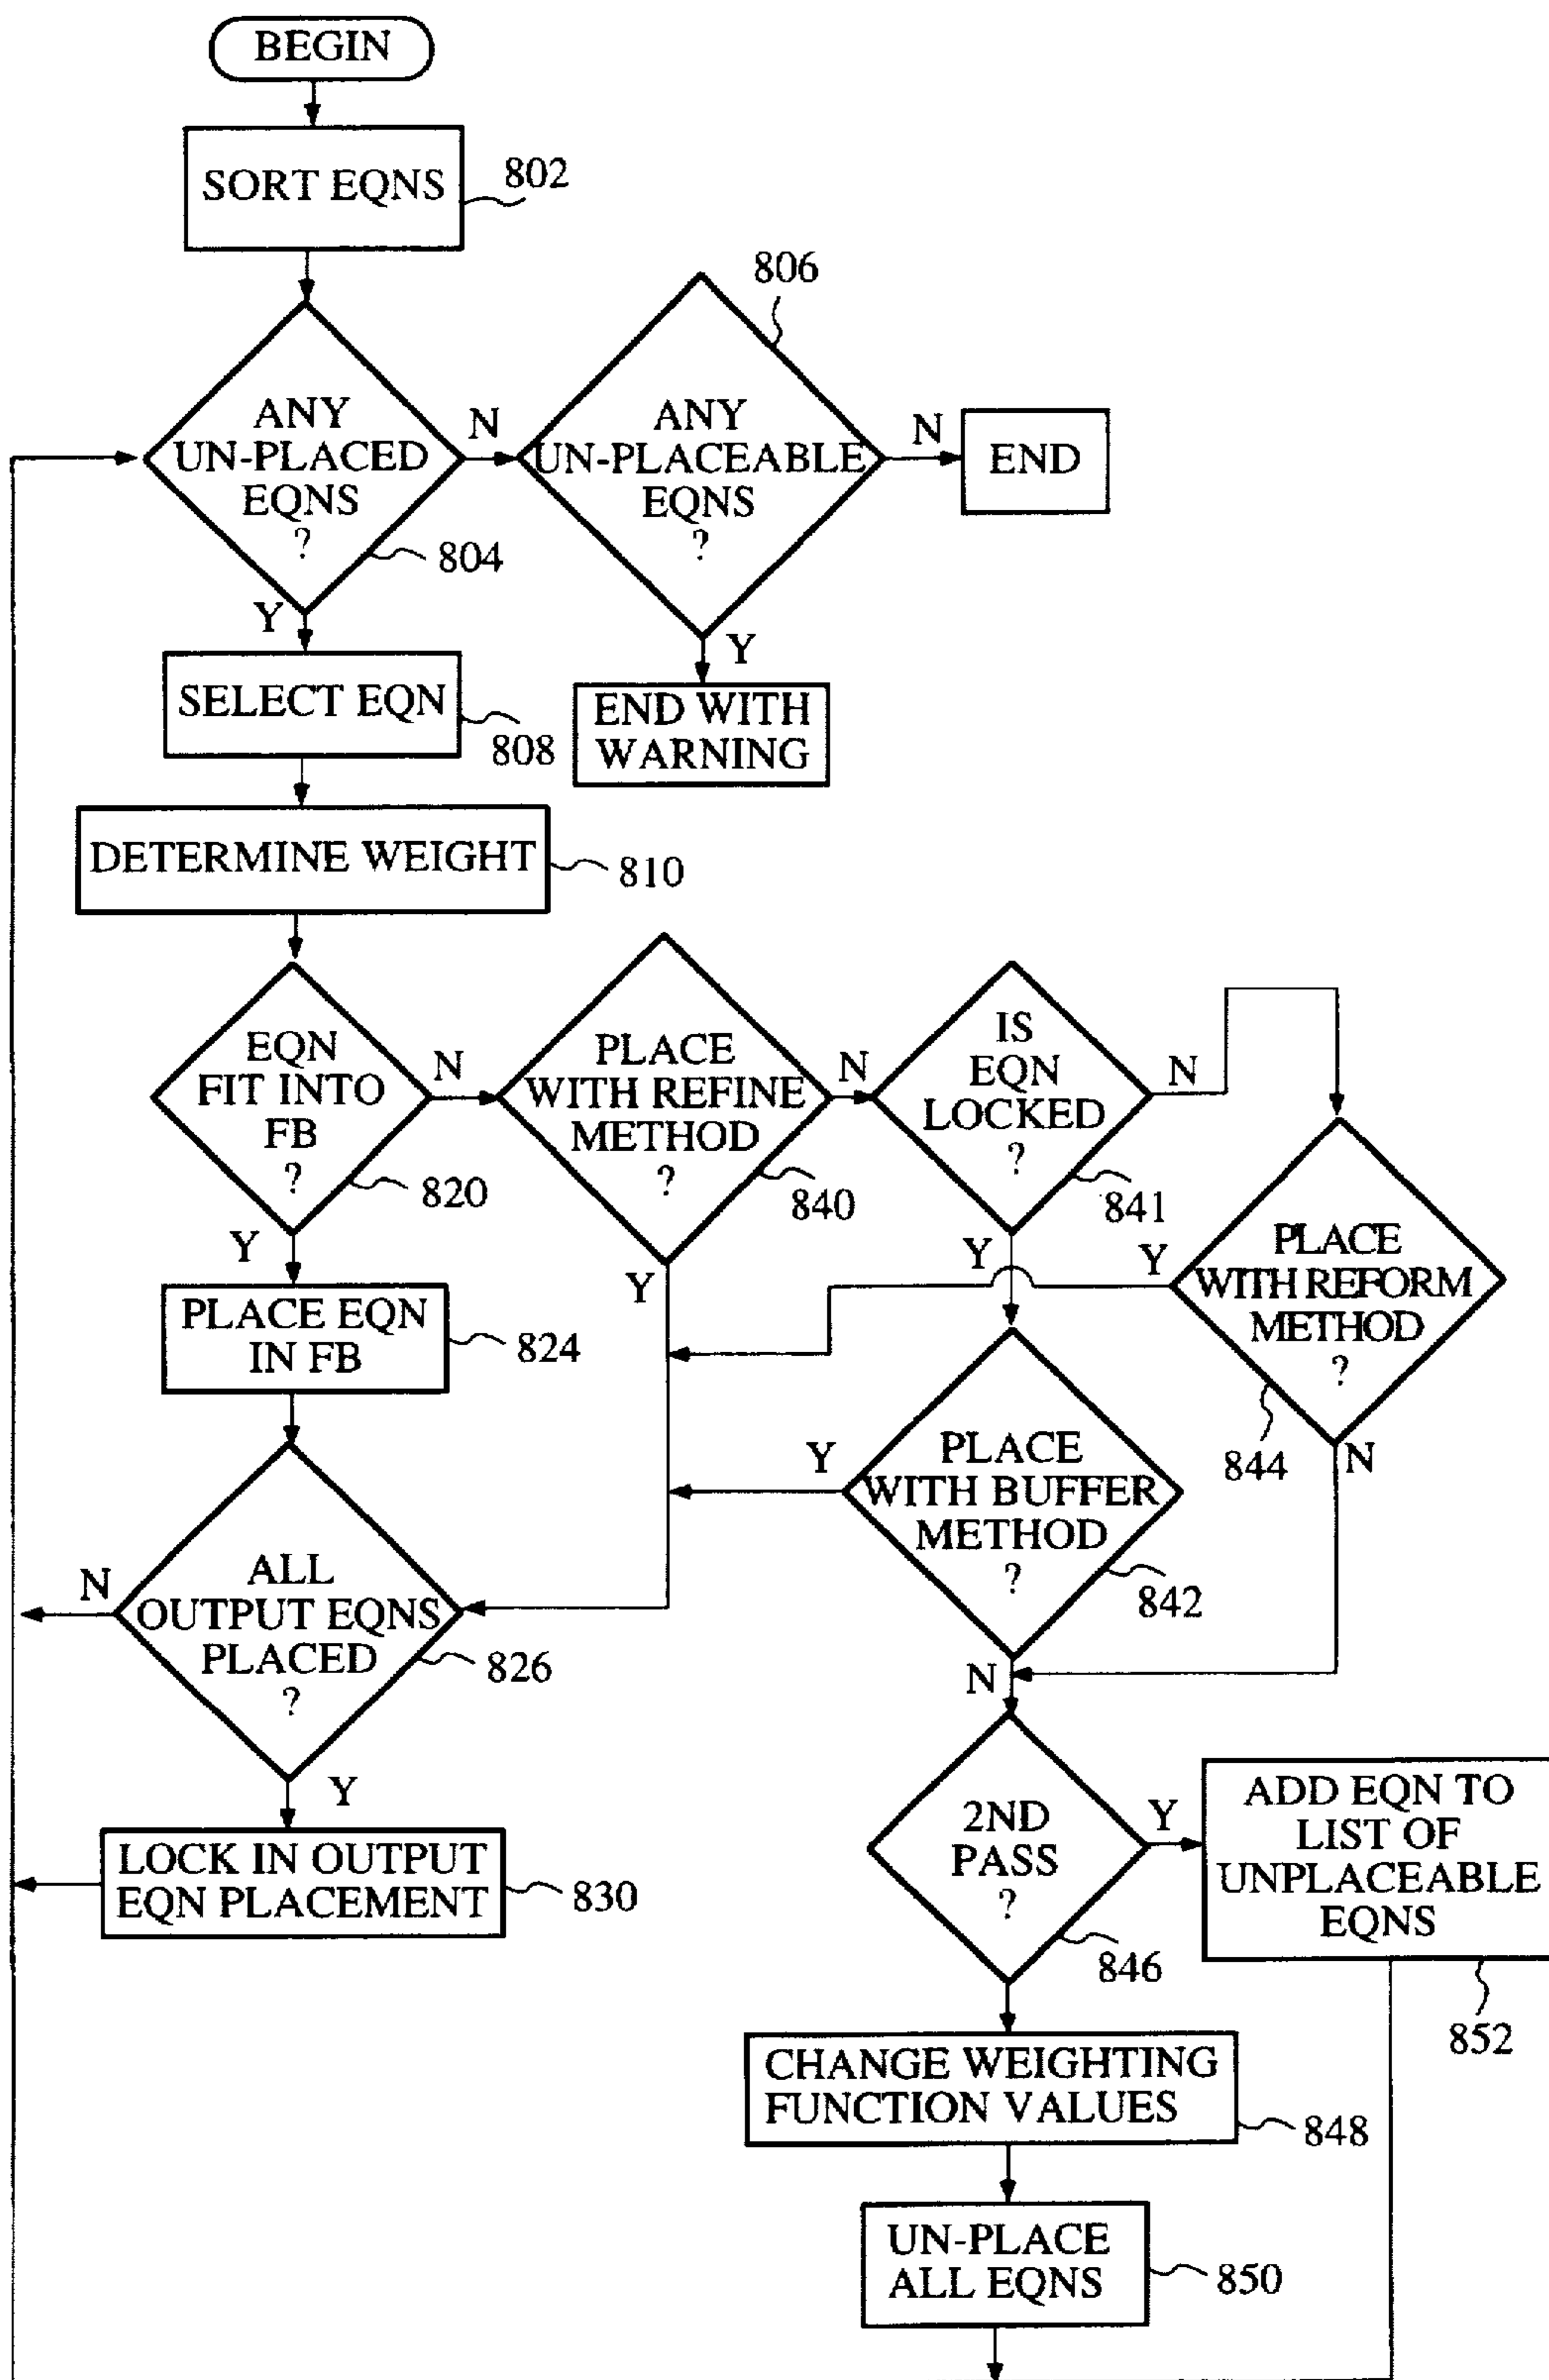 BEGIN
SORT EQNS
802
ANY
UN-PLACED
EQNS
?
804
N
Y
806
ANY
UN-PLACEABLE
EQNS
?
N
END
Y
END WITH
WARNING
SELECT EQN
808
DETERMINE WEIGHT
810
EQN
FIT INTO
FB
?
820
N
Y
PLACE
WITH REFINE
METHOD
?
840
N
Y
IS
EQN
LOCKED
?
841
N
Y
PLACE
WITH REFORM
METHOD
?
844
Y
N
PLACE EQN
IN FB
824
PLACE
WITH BUFFER
METHOD
?
842
Y
N
ALL
OUTPUT EQNS
PLACED
?
826
N
Y
LOCK IN OUTPUT
EQN PLACEMENT
830
2ND
PASS
?
846
Y
ADD EQN TO
LIST OF
UNPLACEABLE
EQNS
852
CHANGE WEIGHTING
FUNCTION VALUES
848
UN-PLACE
ALL EQNS
850